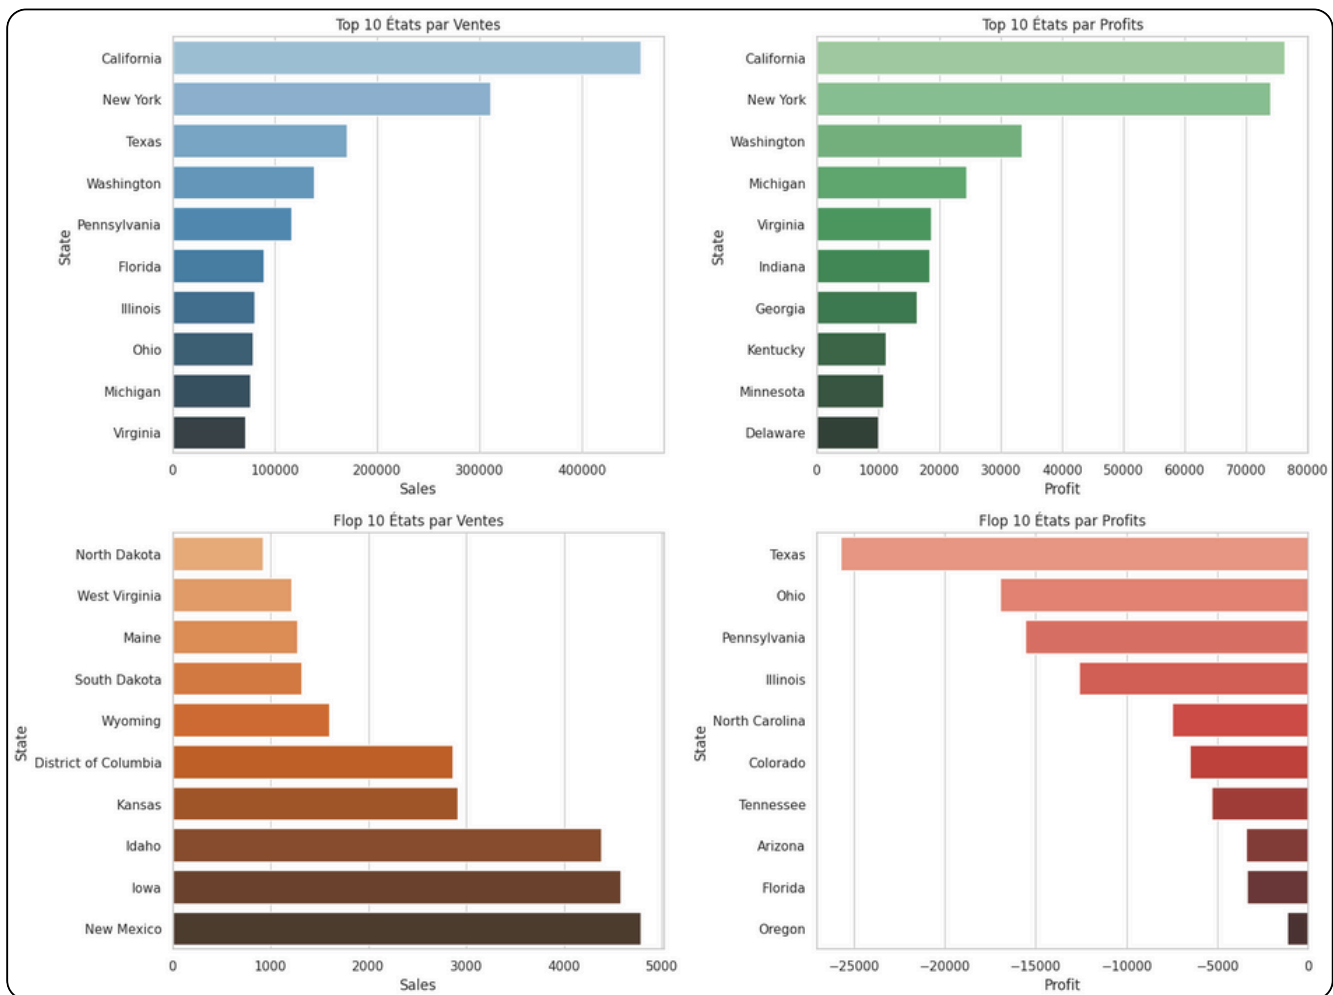 Top 10 États par Ventes
State
California
New York
Texas
Washington
Pennsylvania
Florida
Illinois
Ohio
Michigan
Virginia
0 100000 200000 300000 400000
Sales
Top 10 États par Profits
State
California
New York
Washington
Michigan
Virginia
Indiana
Georgia
Kentucky
Minnesota
Delaware
0 10000 20000 30000 40000 50000 60000 70000 80000
Profit
Flop 10 États par Ventes
State
North Dakota
West Virginia
Maine
South Dakota
Wyoming
District of Columbia
Kansas
Idaho
Iowa
New Mexico
0 1000 2000 3000 4000 5000
Sales
Flop 10 États par Profits
State
Texas
Ohio
Pennsylvania
Illinois
North Carolina
Colorado
Tennessee
Arizona
Florida
Oregon
−25000 −20000 −15000 −10000 −5000 0
Profit